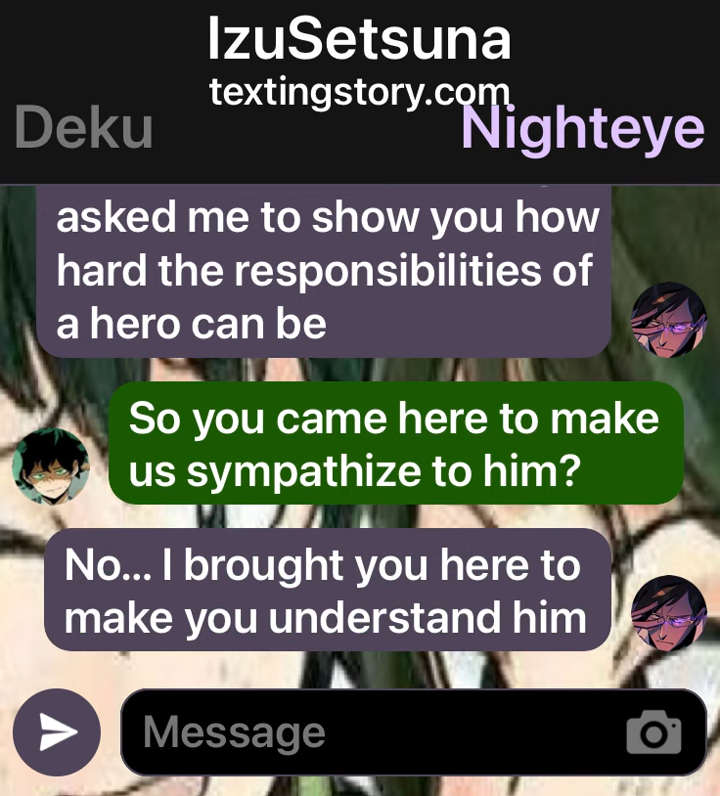 IzuSetsuna
textingstory.com
Deku
Nighteye
asked me to show you how
hard the responsibilities of
a hero can be
So you came here to make
us sympathize to him?
No... I brought you here to
make you understand him
Message